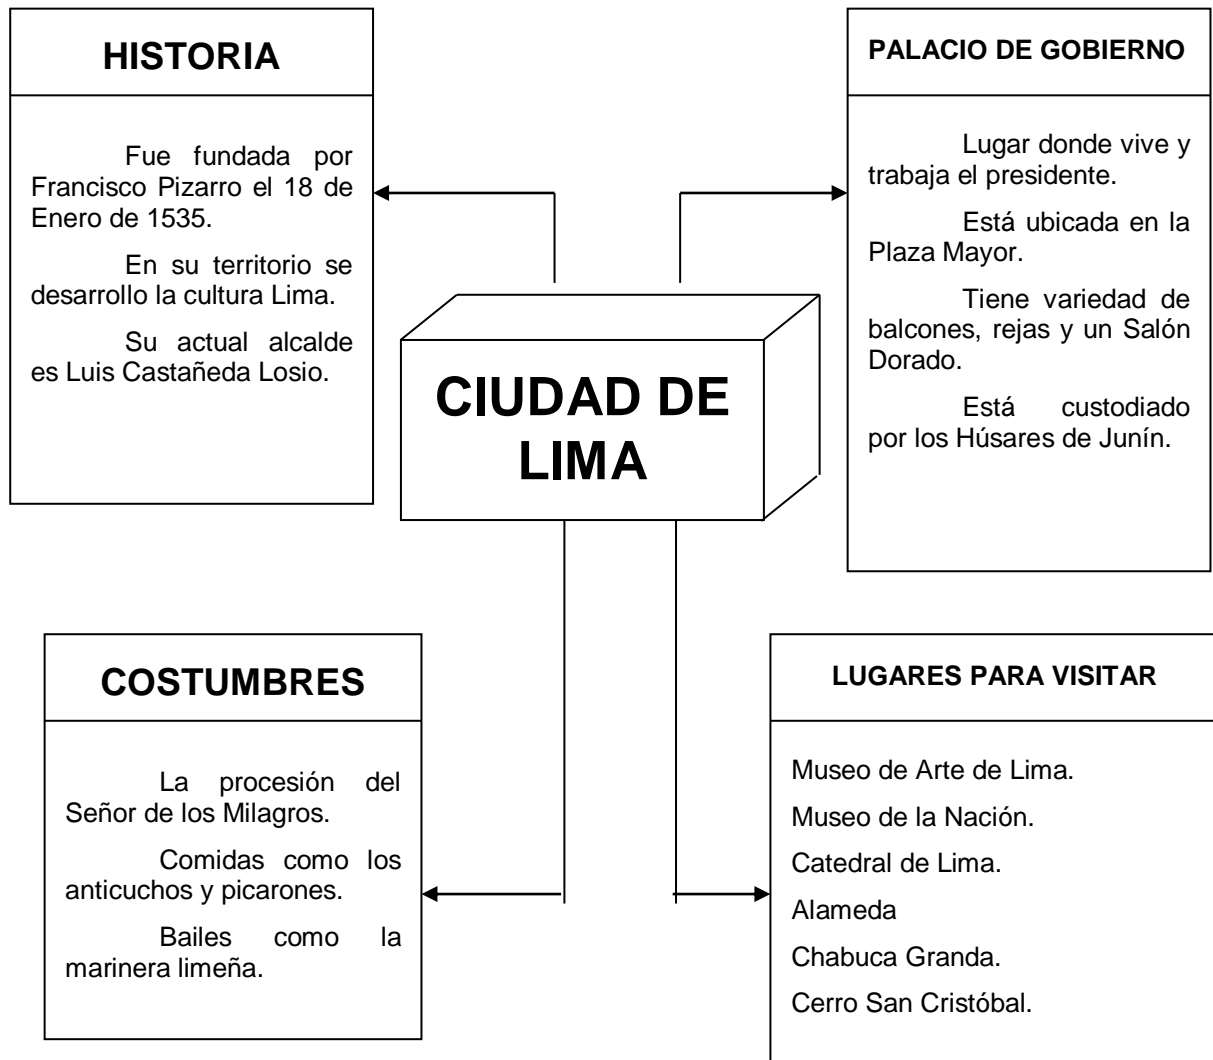 HISTORIA
Fue fundada por
Francisco Pizarro el 18 de
Enero de 1535.
En su territorio se
desarrollo la cultura Lima.
Su actual alcalde
es Luis Castañeda Losio.
PALACIO DE GOBIERNO
Lugar donde vive y
trabaja el presidente.
Está ubicada en la
Plaza Mayor.
Tiene variedad de
balcones, rejas y un Salón
Dorado.
Está custodiado
por los Húsares de Junín.
CIUDAD DE
LIMA
COSTUMBRES
La procesión del
Señor de los Milagros.
Comidas como los
anticuchos y picarones.
Bailes como la
marinera limeña.
LUGARES PARA VISITAR
Museo de Arte de Lima.
Museo de la Nación.
Catedral de Lima.
Alameda
Chabuca Granda.
Cerro San Cristóbal.